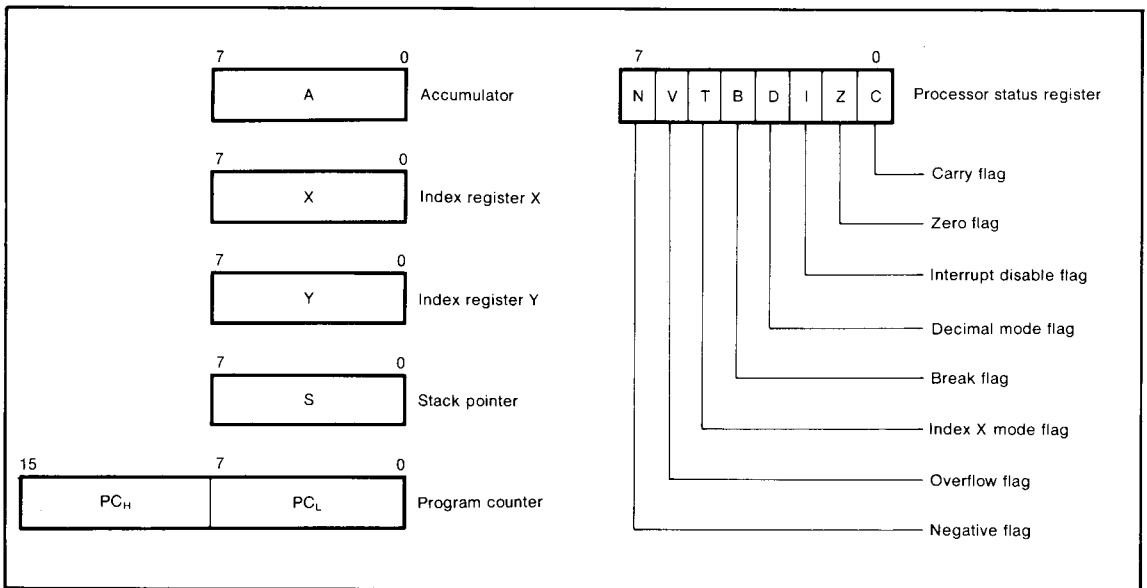 7 0
A
Accumulator
7 0
X
Index register X
7 0
Y
Index register Y
7 0
S
Stack pointer
15 7 0
PCH PCL
Program counter
7 0
N V T B D I Z C
Processor status register
Carry flag
Zero flag
Interrupt disable flag
Decimal mode flag
Break flag
Index X mode flag
Overflow flag
Negative flag